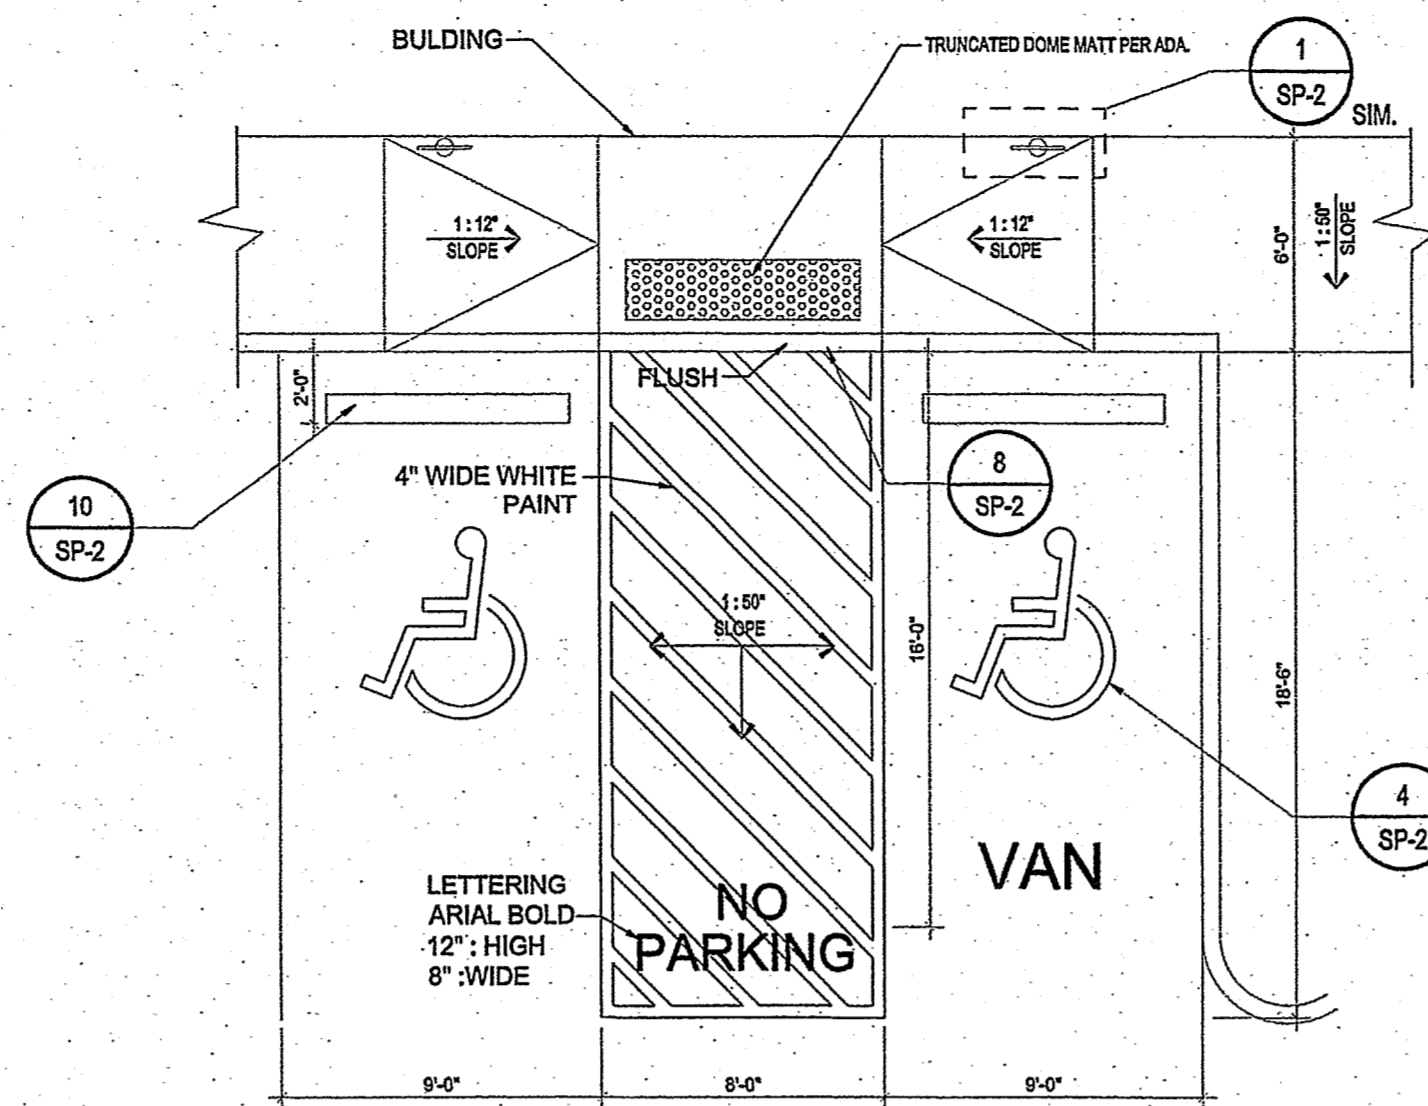 BULDING
TRUNCATED DOME MATT PER ADA.
1
SP-2
SIM.
1:12"
SLOPE
1:12"
SLOPE
6'-0"
1:50"
SLOPE
2'-0"
FLUSH
10
SP-2
4" WIDE WHITE
PAINT
8
SP-2
1:50"
SLOPE
16'-0"
18'-6"
4
SP-2
VAN
LETTERING
ARIAL BOLD
12": HIGH
8" :WIDE
NO
PARKING
9'-0"
8'-0"
9'-0"